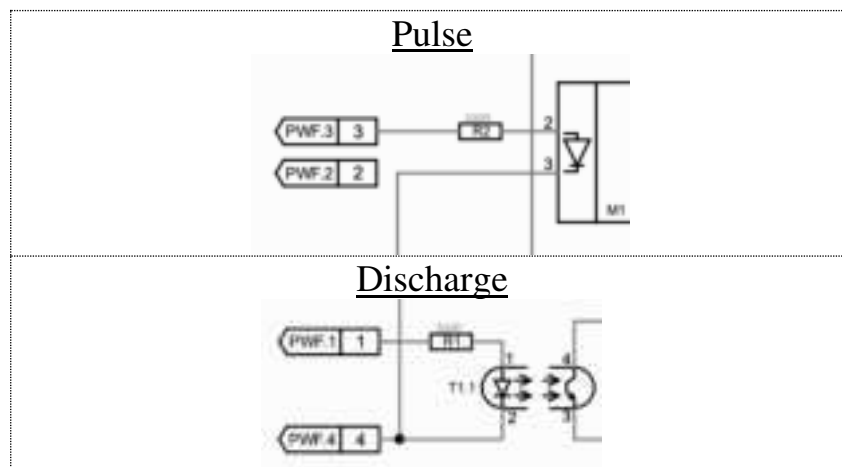 Pulse
PWF.3 3
R2
2
PWF.2 2
3
M1
Discharge
PWF.1 1
R1
1
4
T1.1
2
3
PWF.4 4